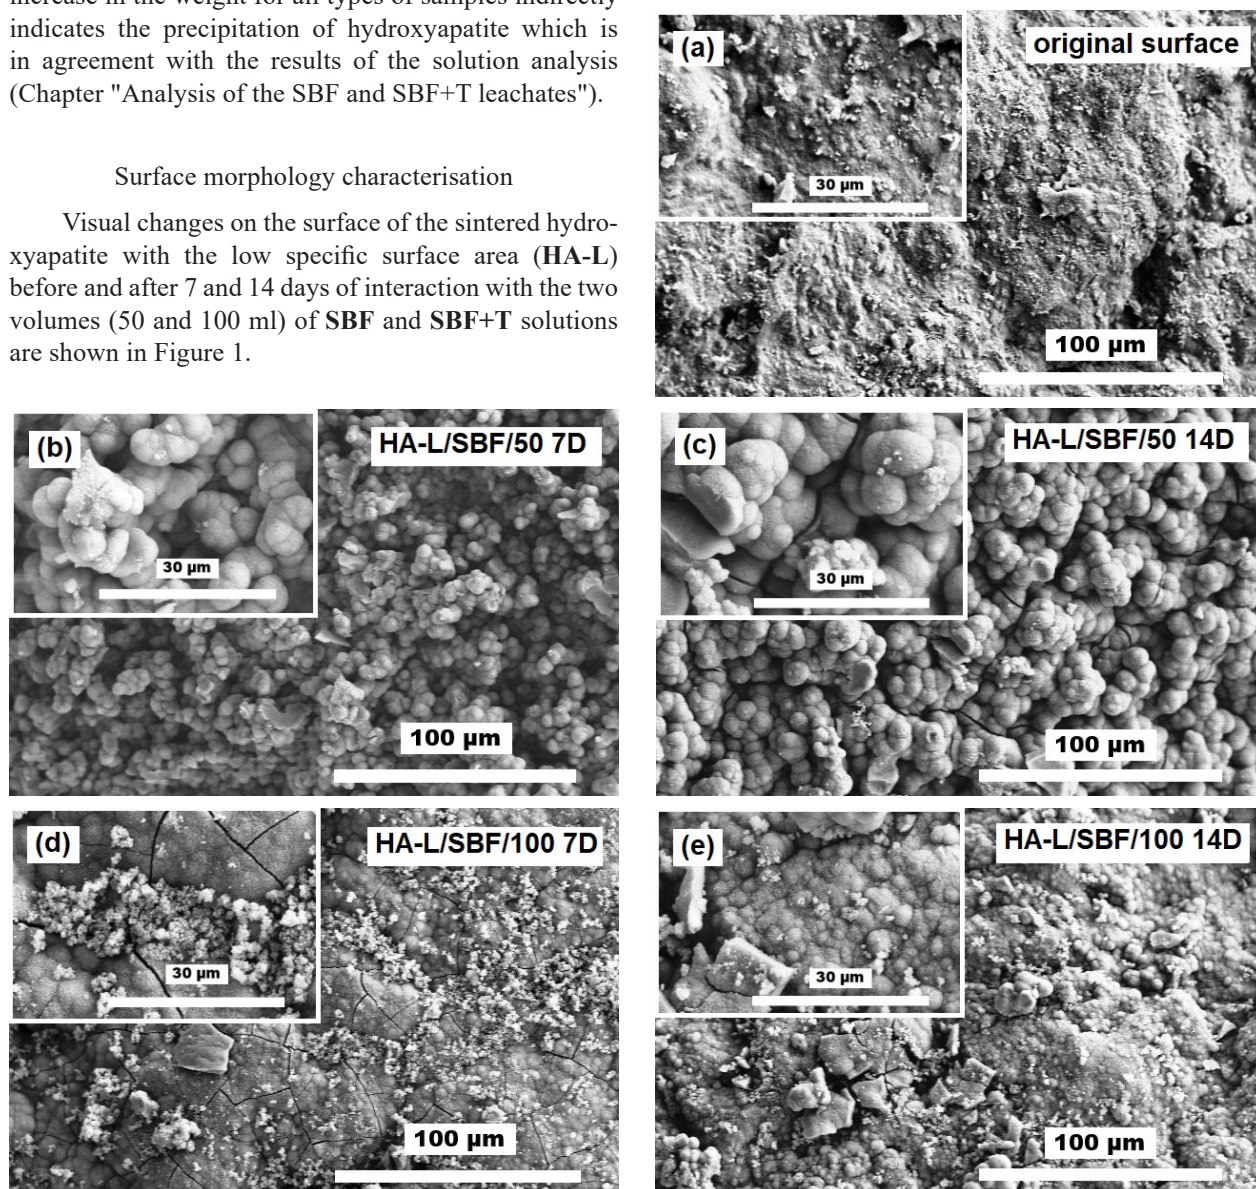 increase in the weight for all types of samples indirectly
indicates the precipitation of hydroxyapatite which is
in agreement with the results of the solution analysis
(Chapter "Analysis of the SBF and SBF+T leachates").
Surface morphology characterisation
Visual changes on the surface of the sintered hydro-
xyapatite with the low specific surface area (HA-L)
before and after 7 and 14 days of interaction with the two
volumes (50 and 100 ml) of SBF and SBF+T solutions
are shown in Figure 1.
(a)
original surface
30 µm
100 µm
(b)
HA-L/SBF/50 7D
30 µm
100 µm
(c)
HA-L/SBF/50 14D
30 µm
100 µm
(d)
HA-L/SBF/100 7D
30 µm
100 µm
(e)
HA-L/SBF/100 14D
30 µm
100 µm